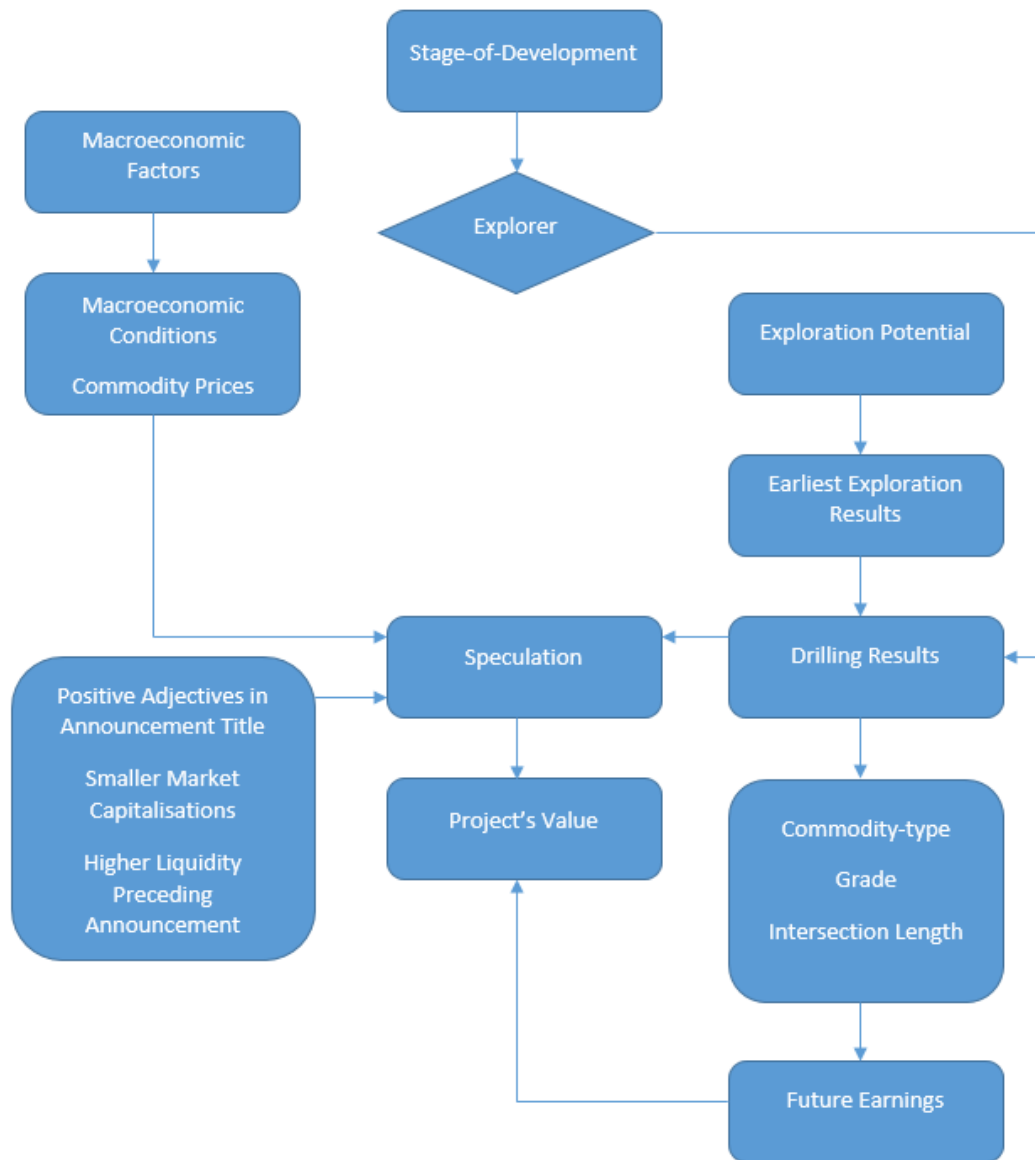 Stage-of-Development
Macroeconomic
Factors
Explorer
Macroeconomic
Conditions
Commodity Prices
Exploration Potential
Earliest Exploration
Results
Speculation
Drilling Results
Positive Adjectives in
Announcement Title
Smaller Market
Capitalisations
Higher Liquidity
Preceding
Announcement
Project’s Value
Commodity-type
Grade
Intersection Length
Future Earnings